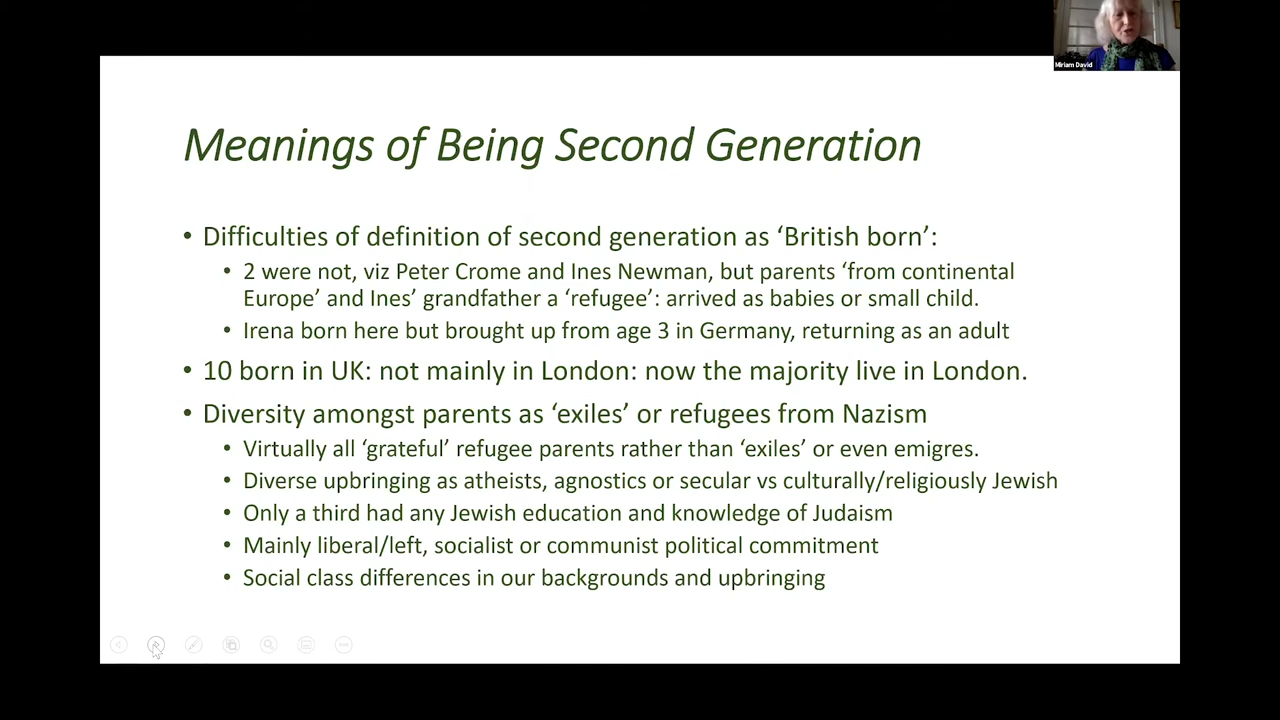 Miriam David
Meanings of Being Second Generation
• Difficulties of definition of second generation as ‘British born’:
• 2 were not, viz Peter Crome and Ines Newman, but parents ‘from continental
Europe’ and Ines’ grandfather a ‘refugee’: arrived as babies or small child.
• Irena born here but brought up from age 3 in Germany, returning as an adult
• 10 born in UK: not mainly in London: now the majority live in London.
• Diversity amongst parents as ‘exiles’ or refugees from Nazism
• Virtually all ‘grateful’ refugee parents rather than ‘exiles’ or even emigres.
• Diverse upbringing as atheists, agnostics or secular vs culturally/religiously Jewish
• Only a third had any Jewish education and knowledge of Judaism
• Mainly liberal/left, socialist or communist political commitment
• Social class differences in our backgrounds and upbringing